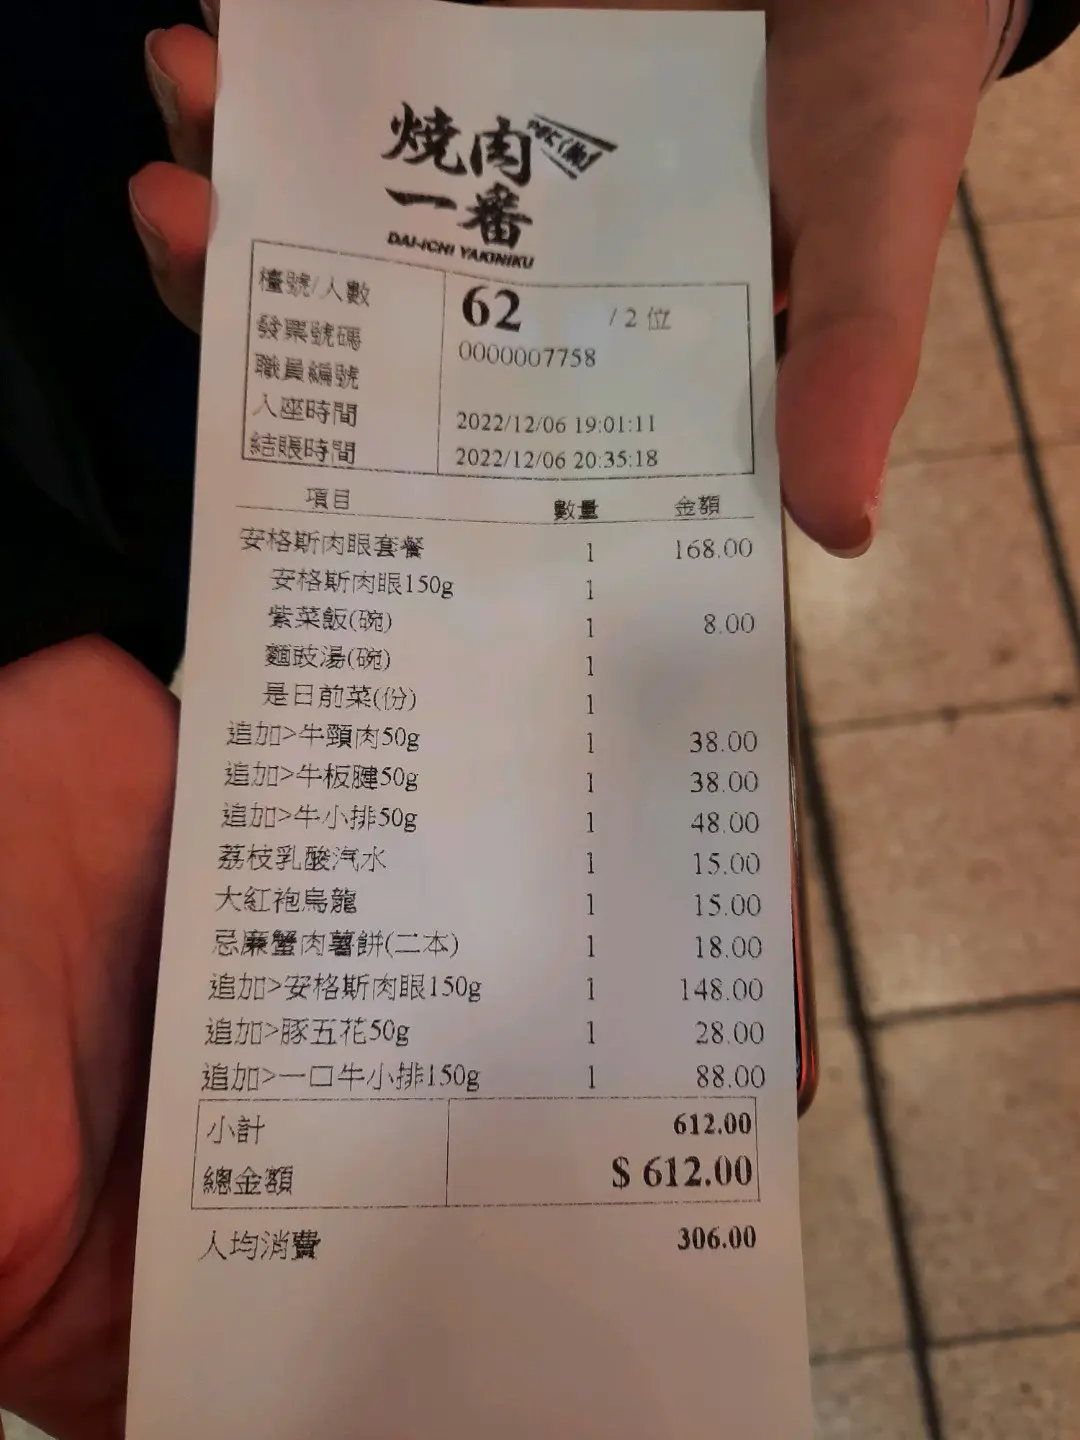 燒肉
一番
DAI-ICHI YAKINIKU
檯號/人數 62 / 2 位
發票號碼 0000007758
職員編號
入座時間 2022/12/06 19:01:11
結賬時間 2022/12/06 20:35:18
項目 數量 金額
安格斯肉眼套餐 1 168.00
安格斯肉眼150g 1
紫菜飯(碗) 1 8.00
麵豉湯(碗) 1
是日前菜(份) 1
追加>牛頸肉50g 1 38.00
追加>牛板腱50g 1 38.00
追加>牛小排50g 1 48.00
荔枝乳酸汽水 1 15.00
大紅袍烏龍 1 15.00
忌廉蟹肉薯餅(二本) 1 18.00
追加>安格斯肉眼150g 1 148.00
追加>豚五花50g 1 28.00
追加>一口牛小排150g 1 88.00
小計 612.00
總金額 $ 612.00
人均消費 306.00